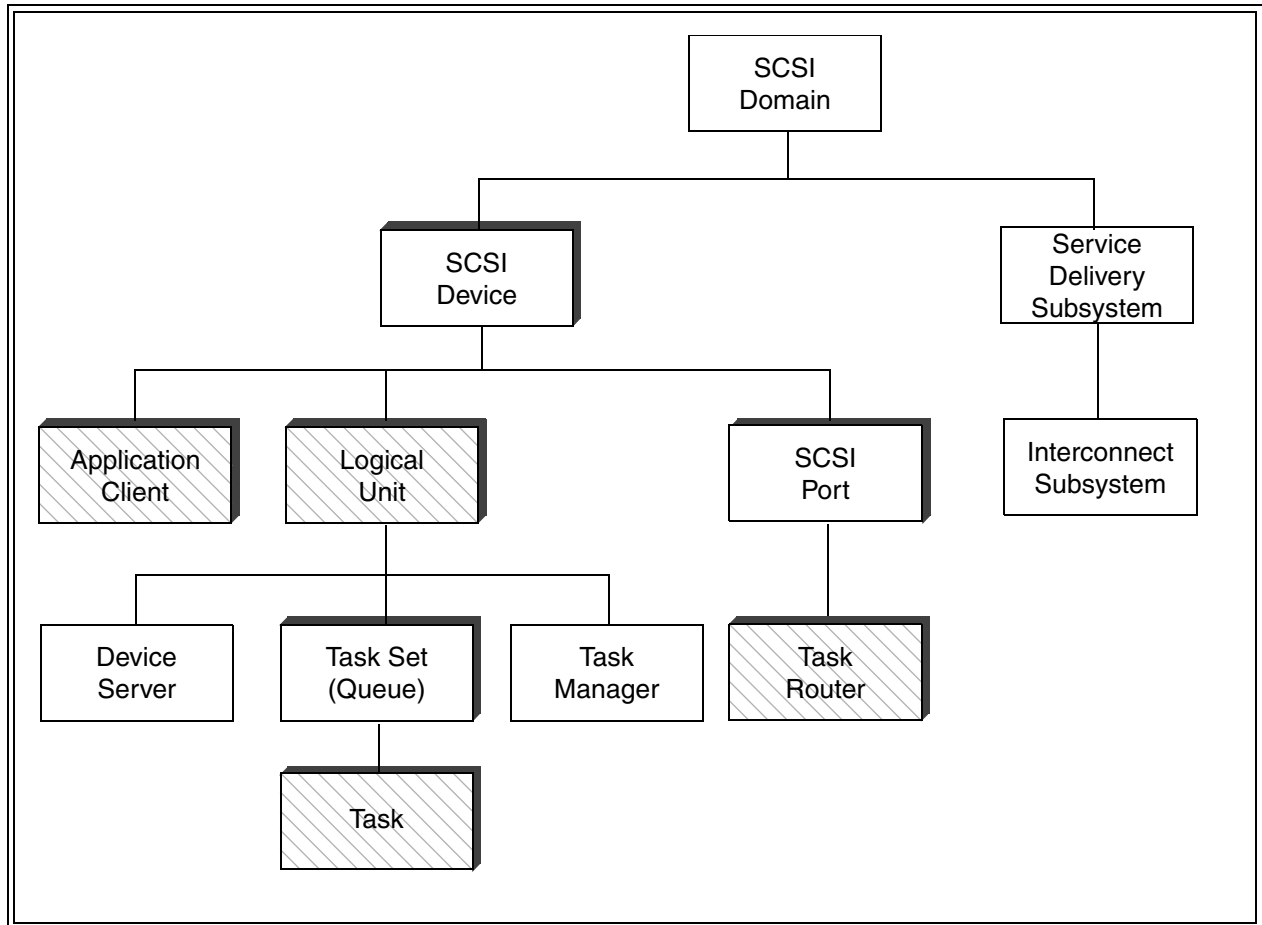 SCSI
Domain
SCSI
Device
Service
Delivery
Subsystem
Application
Client
Logical
Unit
SCSI
Port
Interconnect
Subsystem
Device
Server
Task Set
(Queue)
Task
Manager
Task
Router
Task